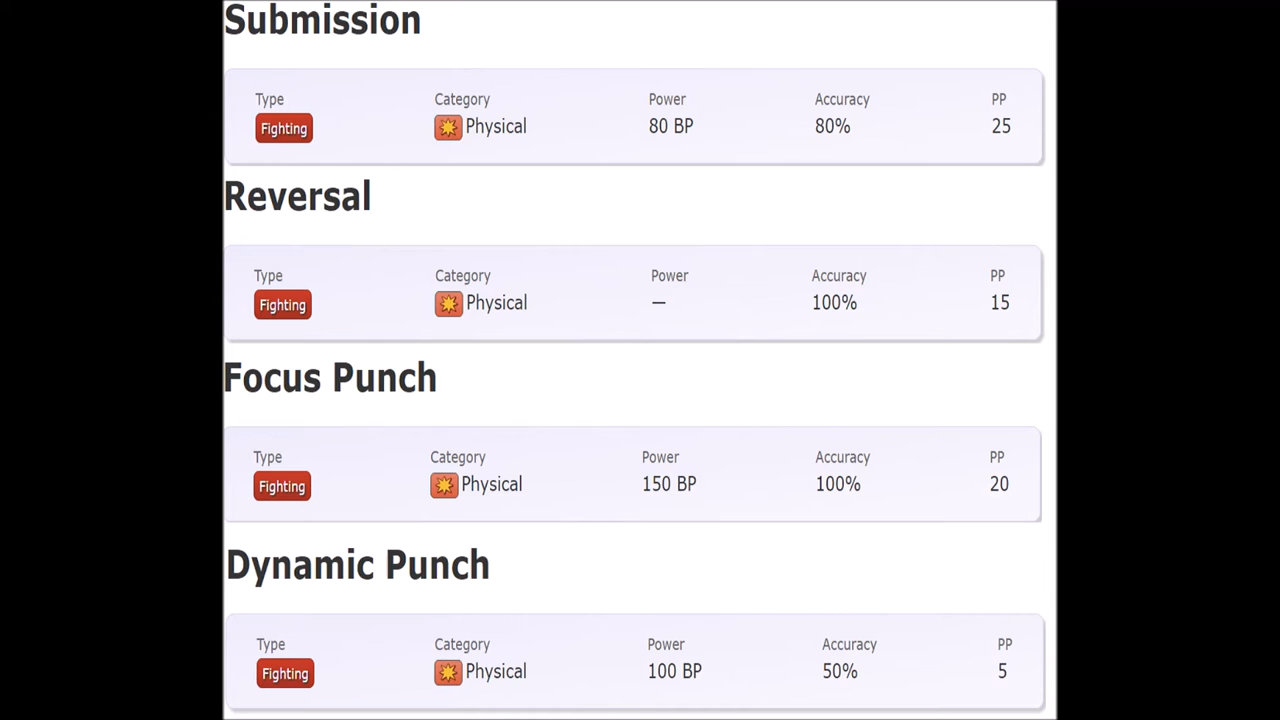 Submission
Type Category Power Accuracy PP
Fighting Physical 80 BP 80% 25
Reversal
Type Category Power Accuracy PP
Fighting Physical — 100% 15
Focus Punch
Type Category Power Accuracy PP
Fighting Physical 150 BP 100% 20
Dynamic Punch
Type Category Power Accuracy PP
Fighting Physical 100 BP 50% 5